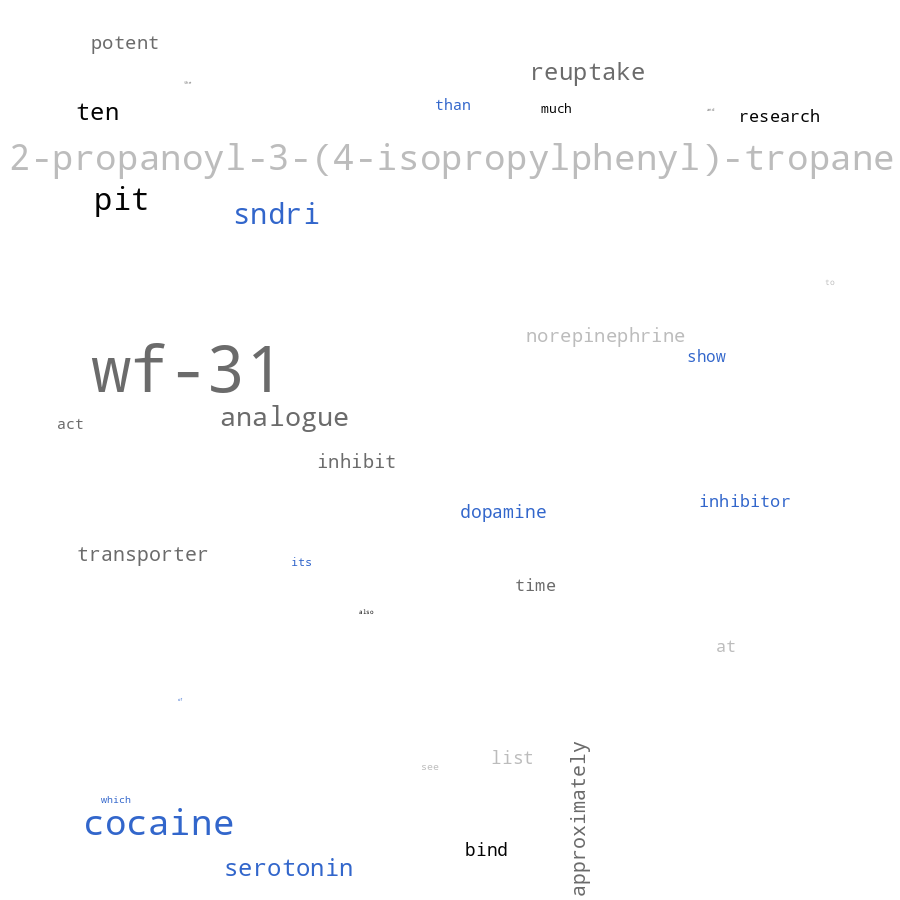 potent
reuptake
than
much
ten
research
2-propanoyl-3-(4-isopropylphenyl)-tropane
pit
sndri
to
norepinephrine
show
wf-31
analogue
act
inhibit
inhibitor
dopamine
transporter
its
time
also
at
list
see
which
cocaine
approximately
bind
serotonin